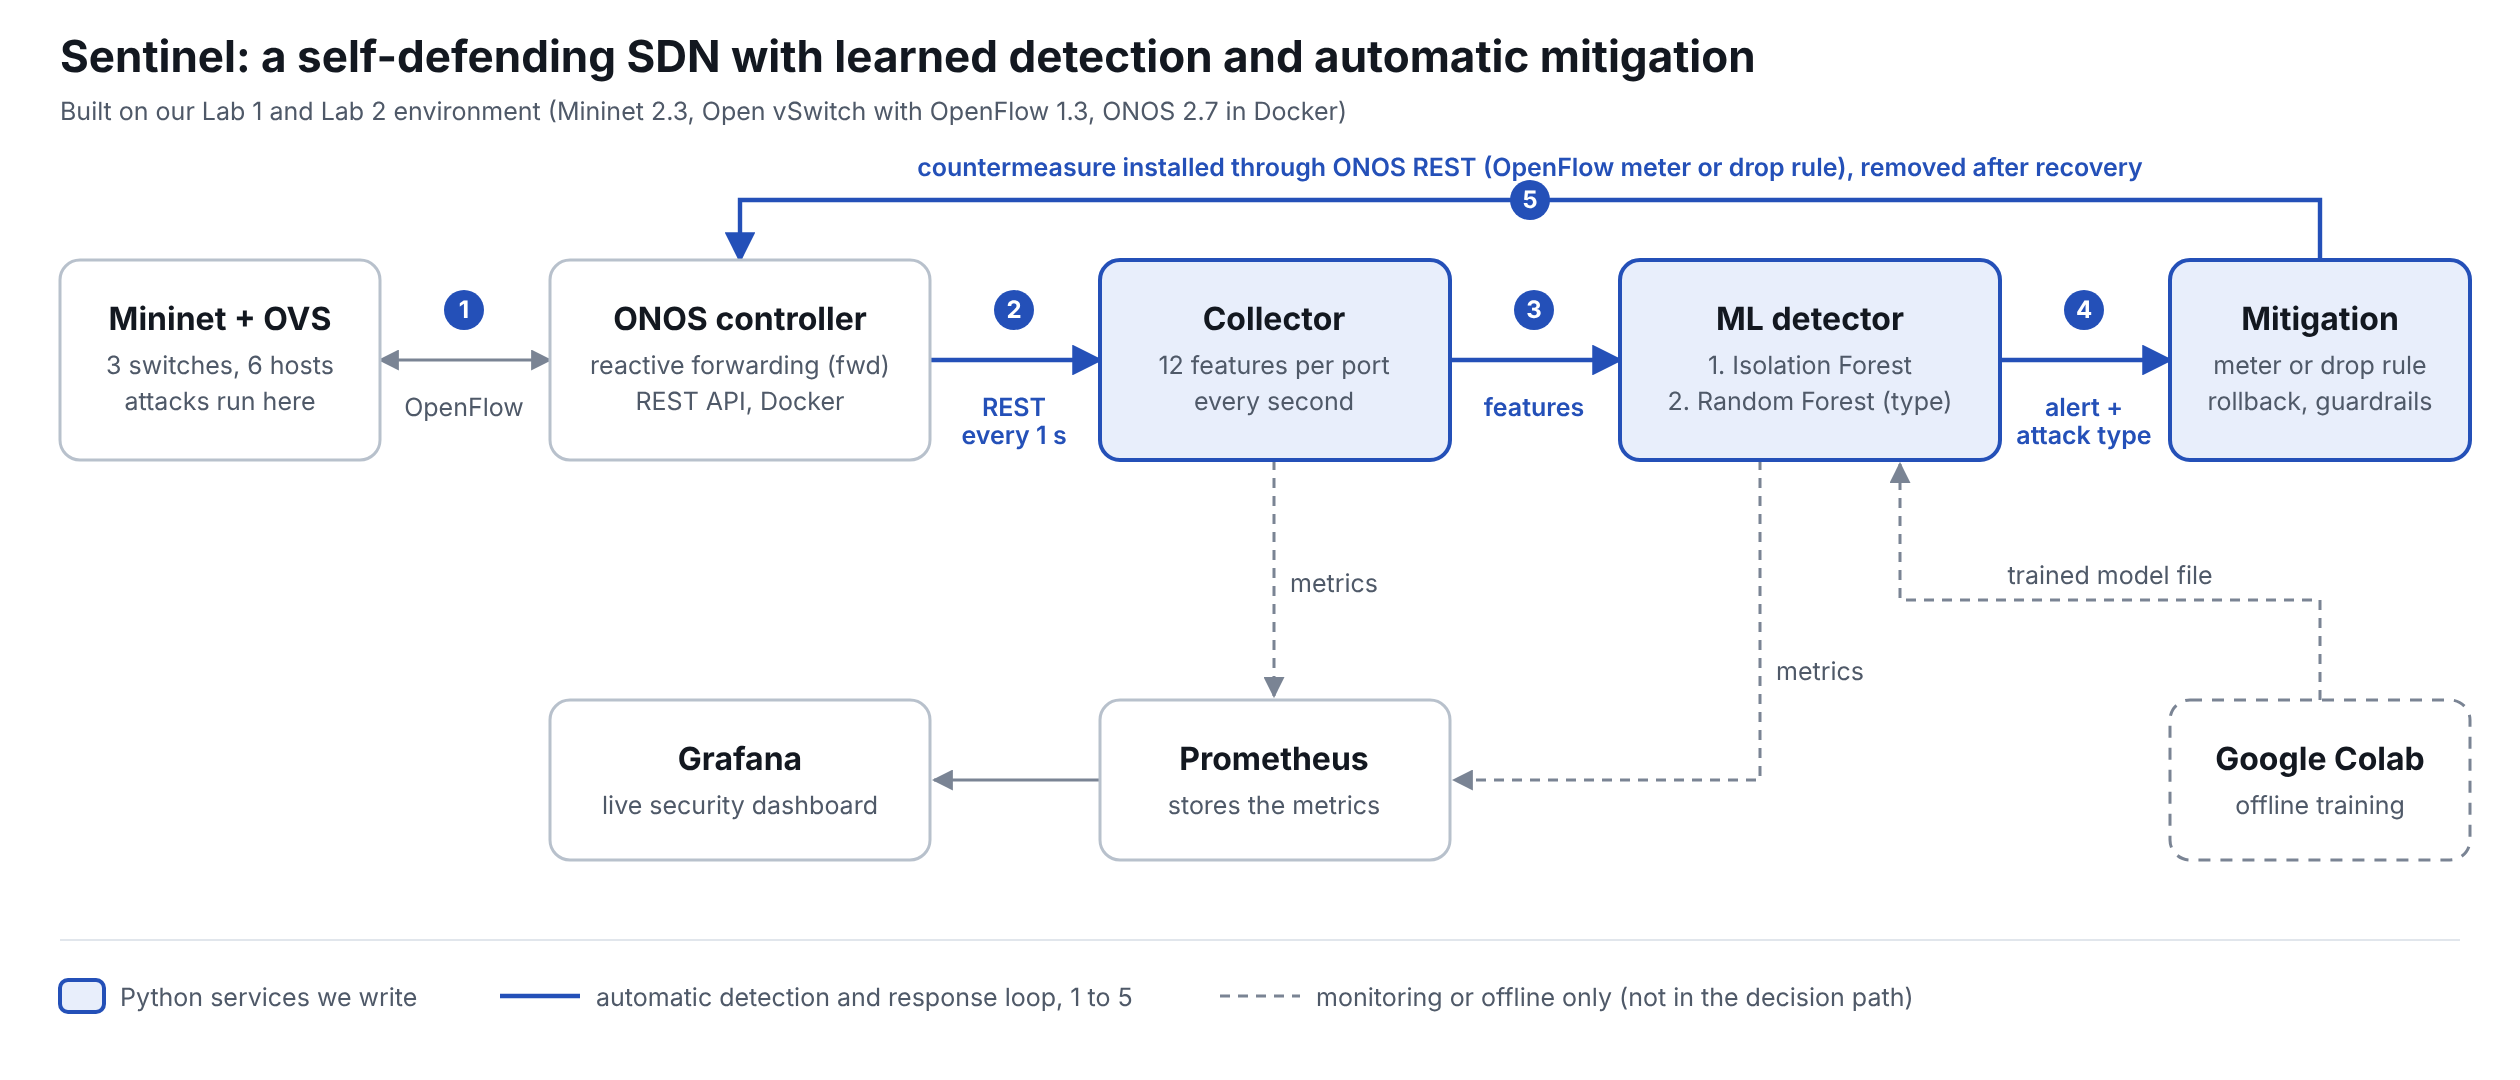 Sentinel: a self-defending SDN with learned detection and automatic mitigation
Built on our Lab 1 and Lab 2 environment (Mininet 2.3, Open vSwitch with OpenFlow 1.3, ONOS 2.7 in Docker)
countermeasure installed through ONOS REST (OpenFlow meter or drop rule), removed after recovery
5
Mininet + OVS
3 switches, 6 hosts
attacks run here
1
OpenFlow
ONOS controller
reactive forwarding (fwd)
REST API, Docker
2
REST
every 1 s
Collector
12 features per port
every second
3
features
ML detector
1. Isolation Forest
2. Random Forest (type)
4
alert +
attack type
Mitigation
meter or drop rule
rollback, guardrails
metrics
metrics
trained model file
Grafana
live security dashboard
Prometheus
stores the metrics
Google Colab
offline training
Python services we write
automatic detection and response loop, 1 to 5
monitoring or offline only (not in the decision path)